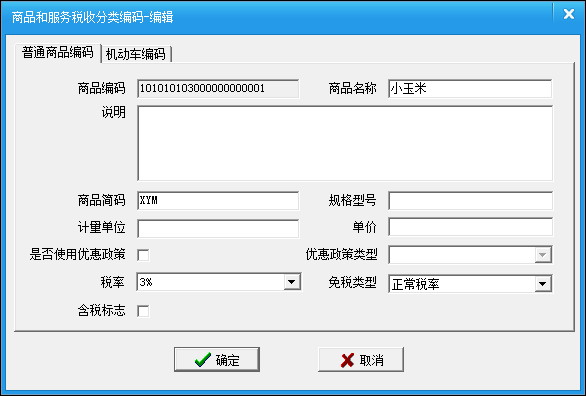 商品和服务税收分类编码-编辑
普通商品编码 机动车编码
商品编码 1010101030000000000001 商品名称 小玉米
说明
商品简码 XYM 规格型号
计量单位 单价
是否使用优惠政策 优惠政策类型
税率 3% 免税类型 正常税率
含税标志
确定 取消